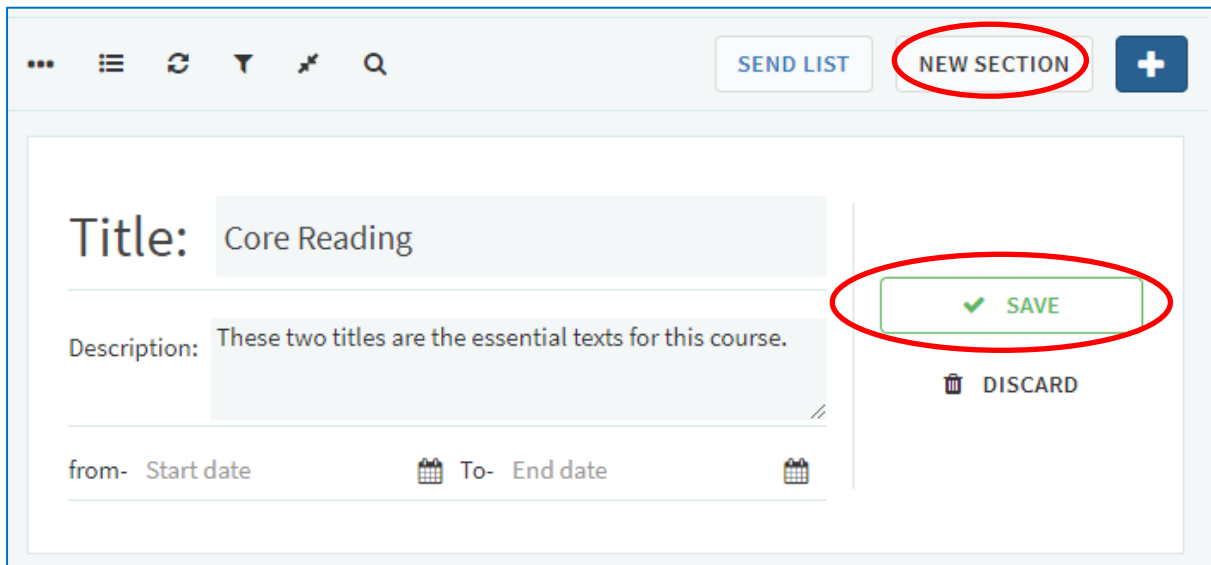 SEND LIST NEW SECTION
Title: Core Reading
SAVE
Description: These two titles are the essential texts for this course.
DISCARD
from- Start date To- End date